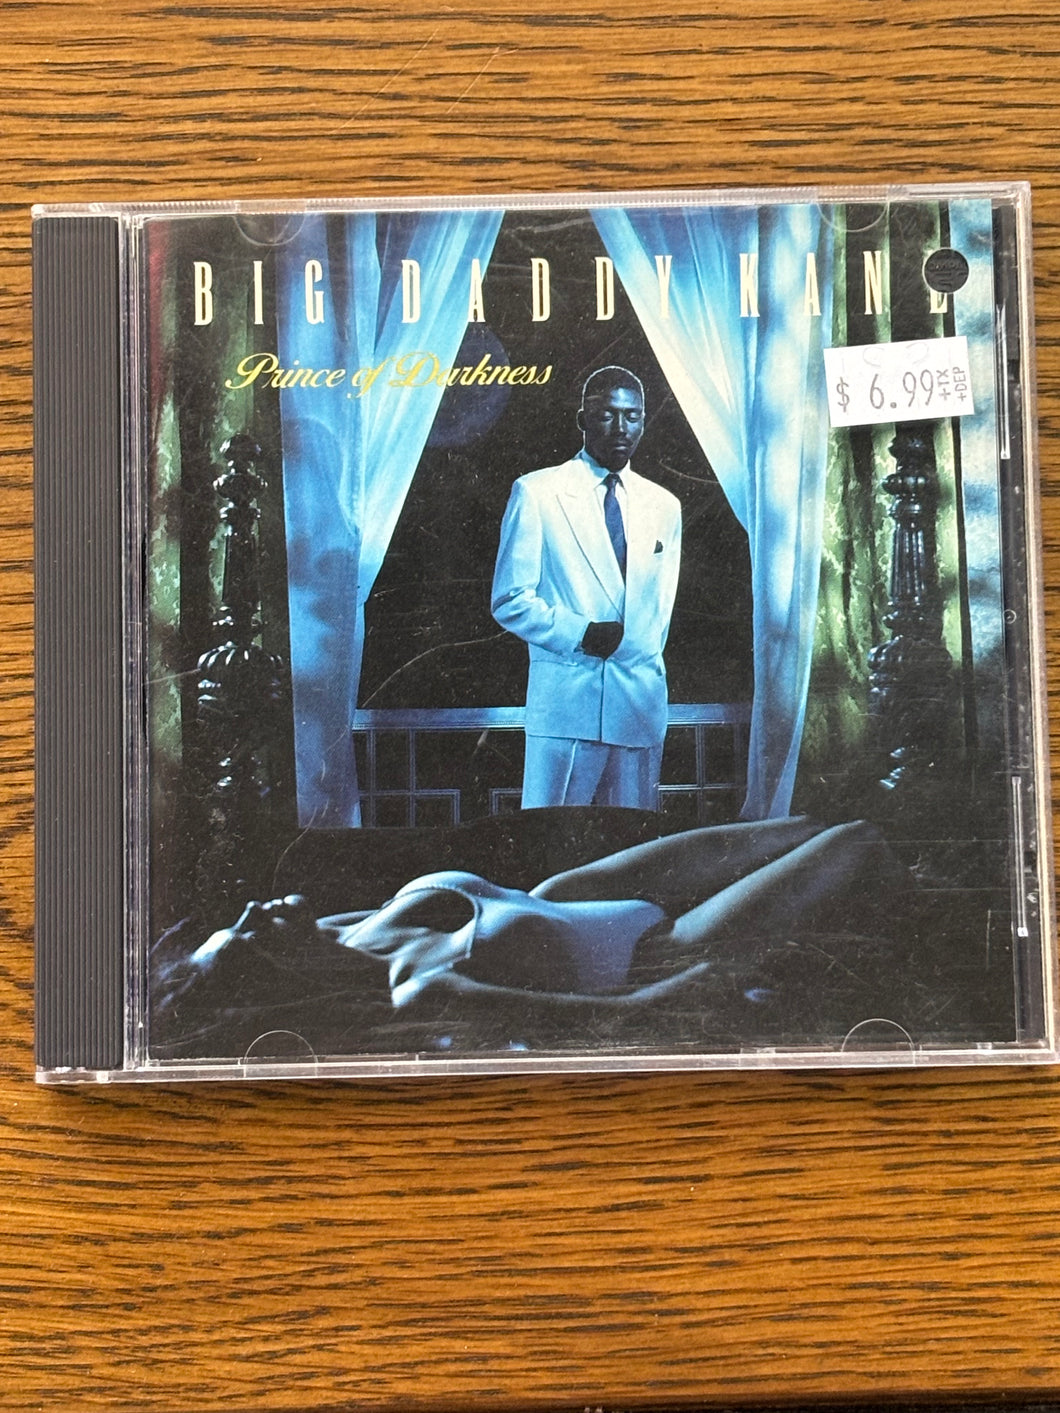 BIG DADDY KANE
Prince of Darkness
$ 6.99 +TX
+DEP